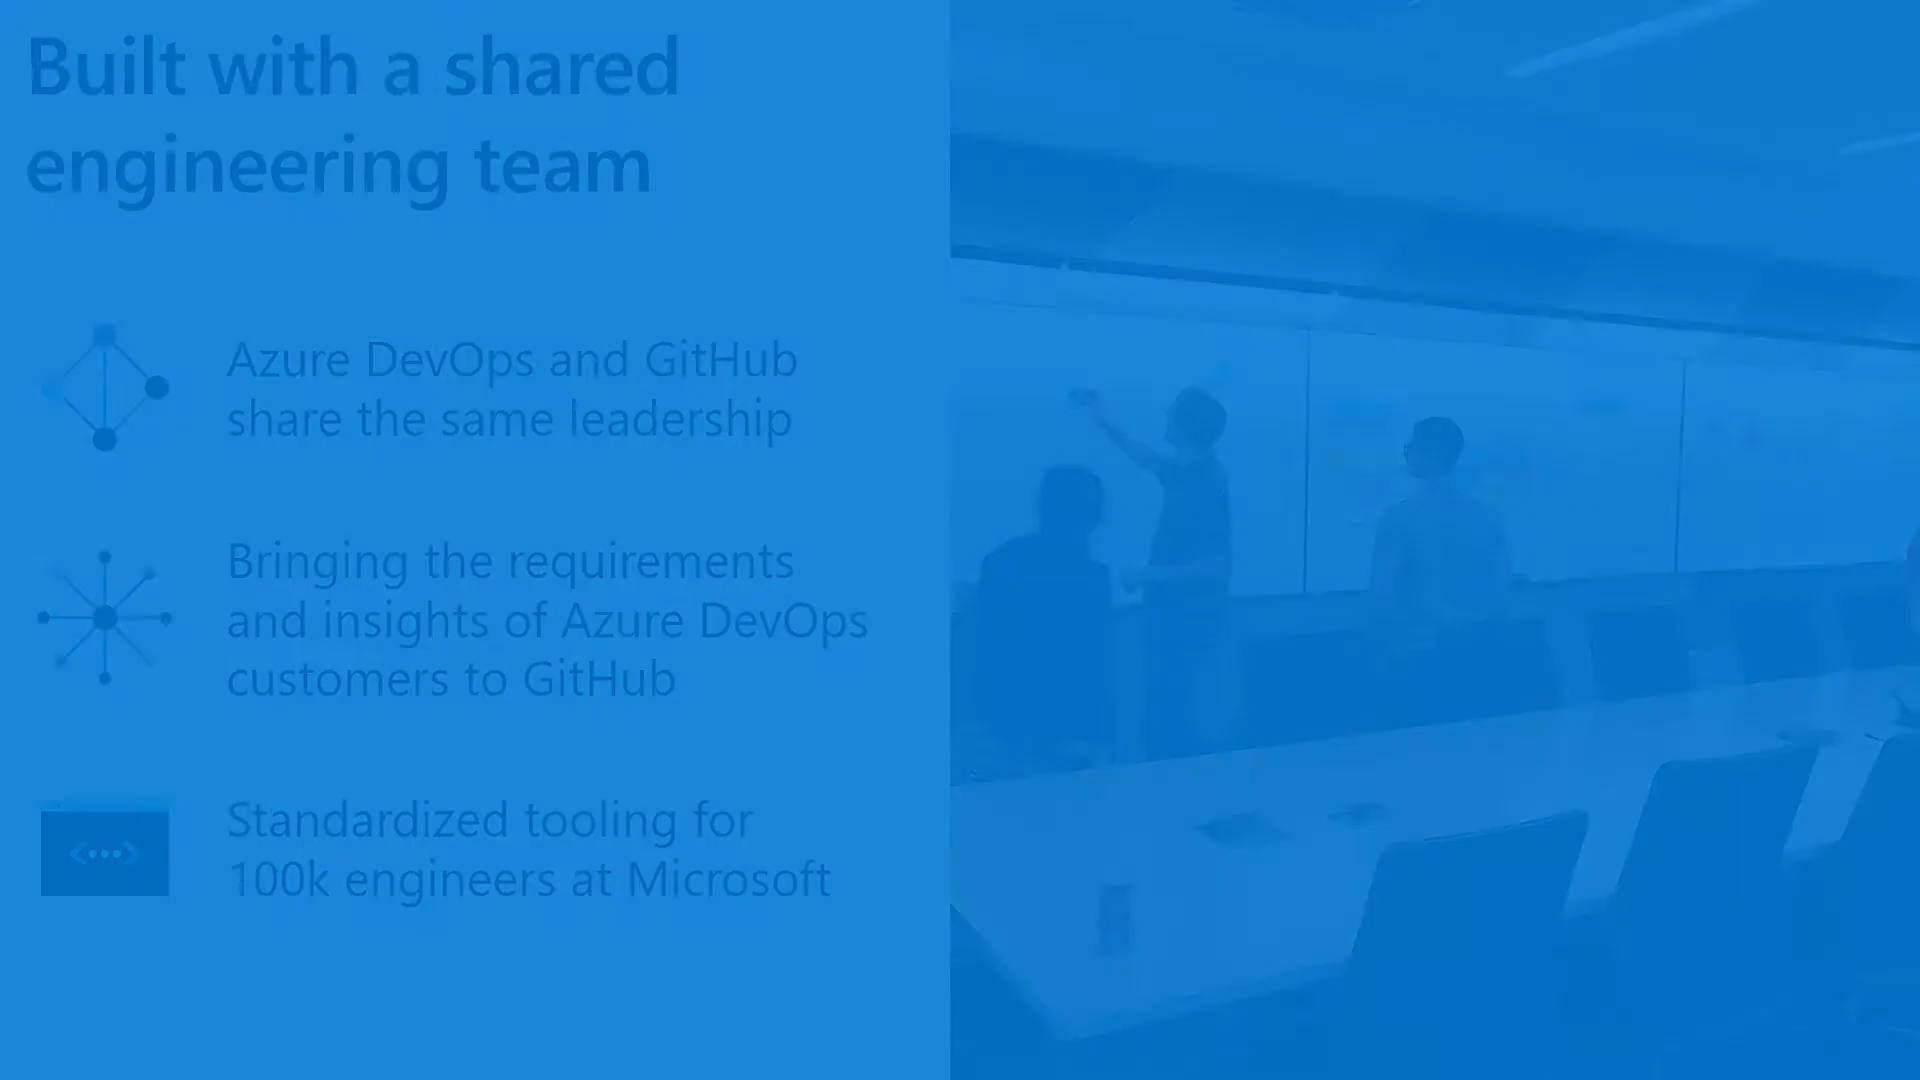 Built with a shared
engineering team
Azure DevOps and GitHub
share the same leadership
Bringing the requirements
and insights of Azure DevOps
customers to GitHub
Standardized tooling for
100k engineers at Microsoft